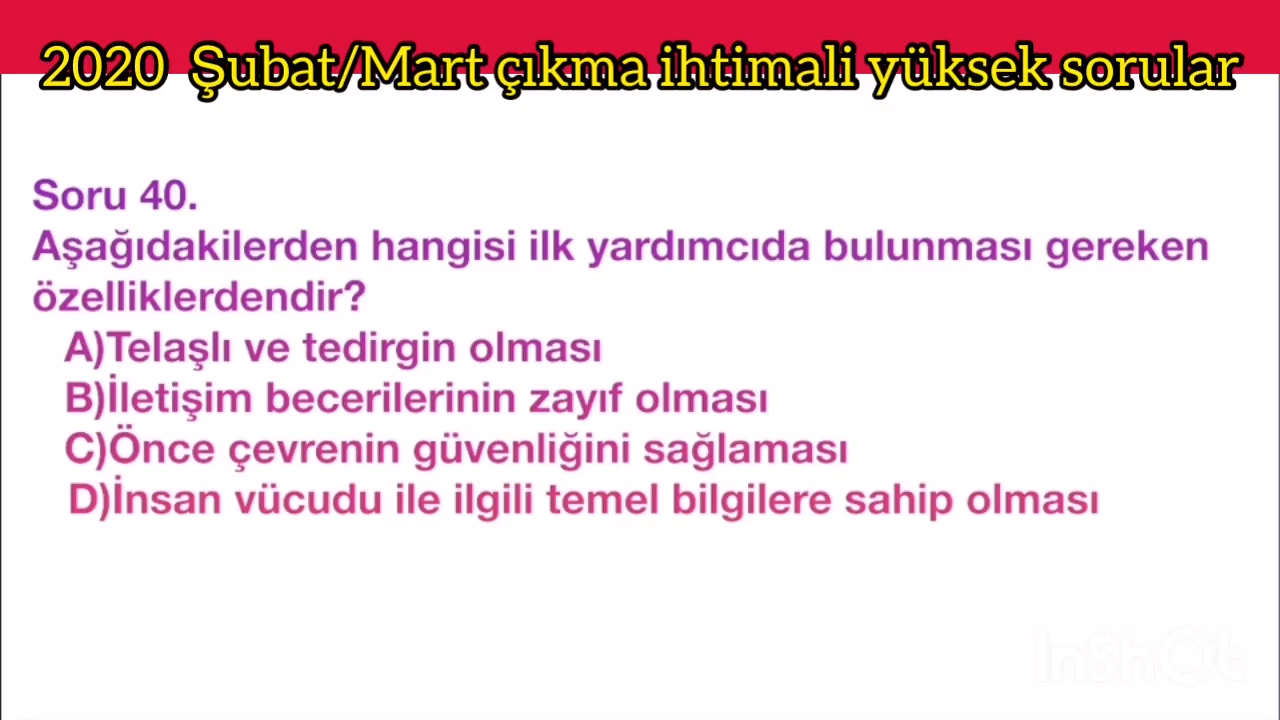 2020 Şubat/Mart çıkma ihtimali yüksek sorular
Soru 40.
Aşağıdakilerden hangisi ilk yardımcıda bulunması gereken
özelliklerdendir?
A)Telaşlı ve tedirgin olması
B)İletişim becerilerinin zayıf olması
C)Önce çevrenin güvenliğini sağlaması
D)İnsan vücudu ile ilgili temel bilgilere sahip olması
InShOt